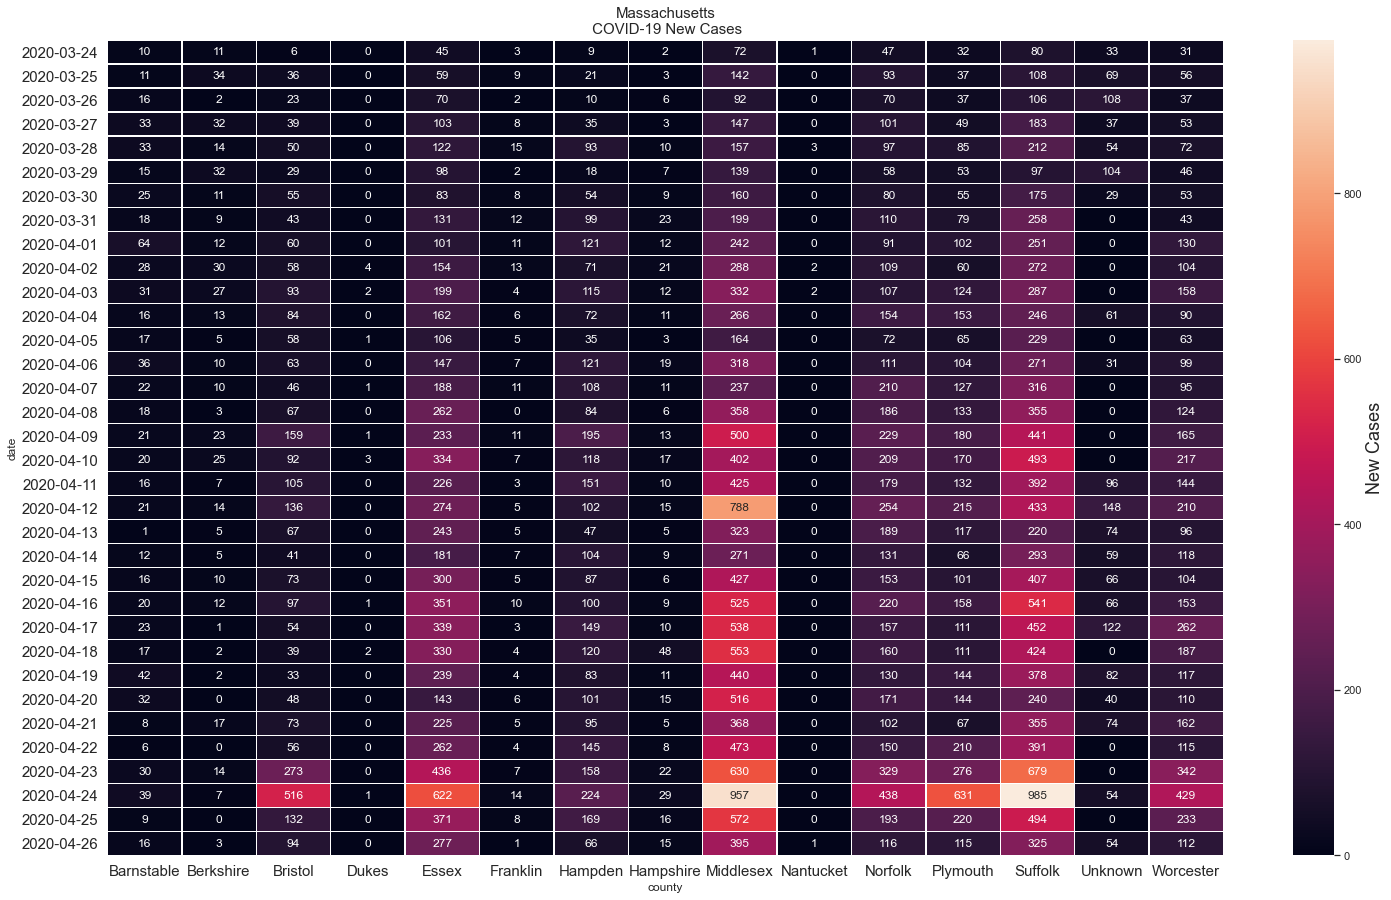 Massachusetts
COVID-19 New Cases
2020-03-24 10 11 6 0 45 3 9 2 72 1 47 32 80 33 31
2020-03-25 11 34 36 0 59 9 21 3 142 0 93 37 108 69 56
2020-03-26 16 2 23 0 70 2 10 6 92 0 70 37 106 108 37
2020-03-27 33 32 39 0 103 8 35 3 147 0 101 49 183 37 53
2020-03-28 33 14 50 0 122 15 93 10 157 3 97 85 212 54 72
2020-03-29 15 32 29 0 98 2 18 7 139 0 58 53 97 104 46
2020-03-30 25 11 55 0 83 8 54 9 160 0 80 55 175 29 53
2020-03-31 18 9 43 0 131 12 99 23 199 0 110 79 258 0 43
2020-04-01 64 12 60 0 101 11 121 12 242 0 91 102 251 0 130
2020-04-02 28 30 58 4 154 13 71 21 288 2 109 60 272 0 104
2020-04-03 31 27 93 2 199 4 115 12 332 2 107 124 287 0 158
2020-04-04 16 13 84 0 162 6 72 11 266 0 154 153 246 61 90
2020-04-05 17 5 58 1 106 5 35 3 164 0 72 65 229 0 63
2020-04-06 36 10 63 0 147 7 121 19 318 0 111 104 271 31 99
2020-04-07 22 10 46 1 188 11 108 11 237 0 210 127 316 0 95
2020-04-08 18 3 67 0 262 0 84 6 358 0 186 133 355 0 124
2020-04-09 21 23 159 1 233 11 195 13 500 0 229 180 441 0 165
2020-04-10 20 25 92 3 334 7 118 17 402 0 209 170 493 0 217
2020-04-11 16 7 105 0 226 3 151 10 425 0 179 132 392 96 144
2020-04-12 21 14 136 0 274 5 102 15 788 0 254 215 433 148 210
2020-04-13 1 5 67 0 243 5 47 5 323 0 189 117 220 74 96
2020-04-14 12 5 41 0 181 7 104 9 271 0 131 66 293 59 118
2020-04-15 16 10 73 0 300 5 87 6 427 0 153 101 407 66 104
2020-04-16 20 12 97 1 351 10 100 9 525 0 220 158 541 66 153
2020-04-17 23 1 54 0 339 3 149 10 538 0 157 111 452 122 262
2020-04-18 17 2 39 2 330 4 120 48 553 0 160 111 424 0 187
2020-04-19 42 2 33 0 239 4 83 11 440 0 130 144 378 82 117
2020-04-20 32 0 48 0 143 6 101 15 516 0 171 144 240 40 110
2020-04-21 8 17 73 0 225 5 95 5 368 0 102 67 355 74 162
2020-04-22 6 0 56 0 262 4 145 8 473 0 150 210 391 0 115
2020-04-23 30 14 273 0 436 7 158 22 630 0 329 276 679 0 342
2020-04-24 39 7 516 1 622 14 224 29 957 0 438 631 985 54 429
2020-04-25 9 0 132 0 371 8 169 16 572 0 193 220 494 0 233
2020-04-26 16 3 94 0 277 1 66 15 395 1 116 115 325 54 112
Barnstable Berkshire Bristol Dukes Essex Franklin Hampden Hampshire Middlesex Nantucket Norfolk Plymouth Suffolk Unknown Worcester
county
date
800
600
400
200
0
New Cases